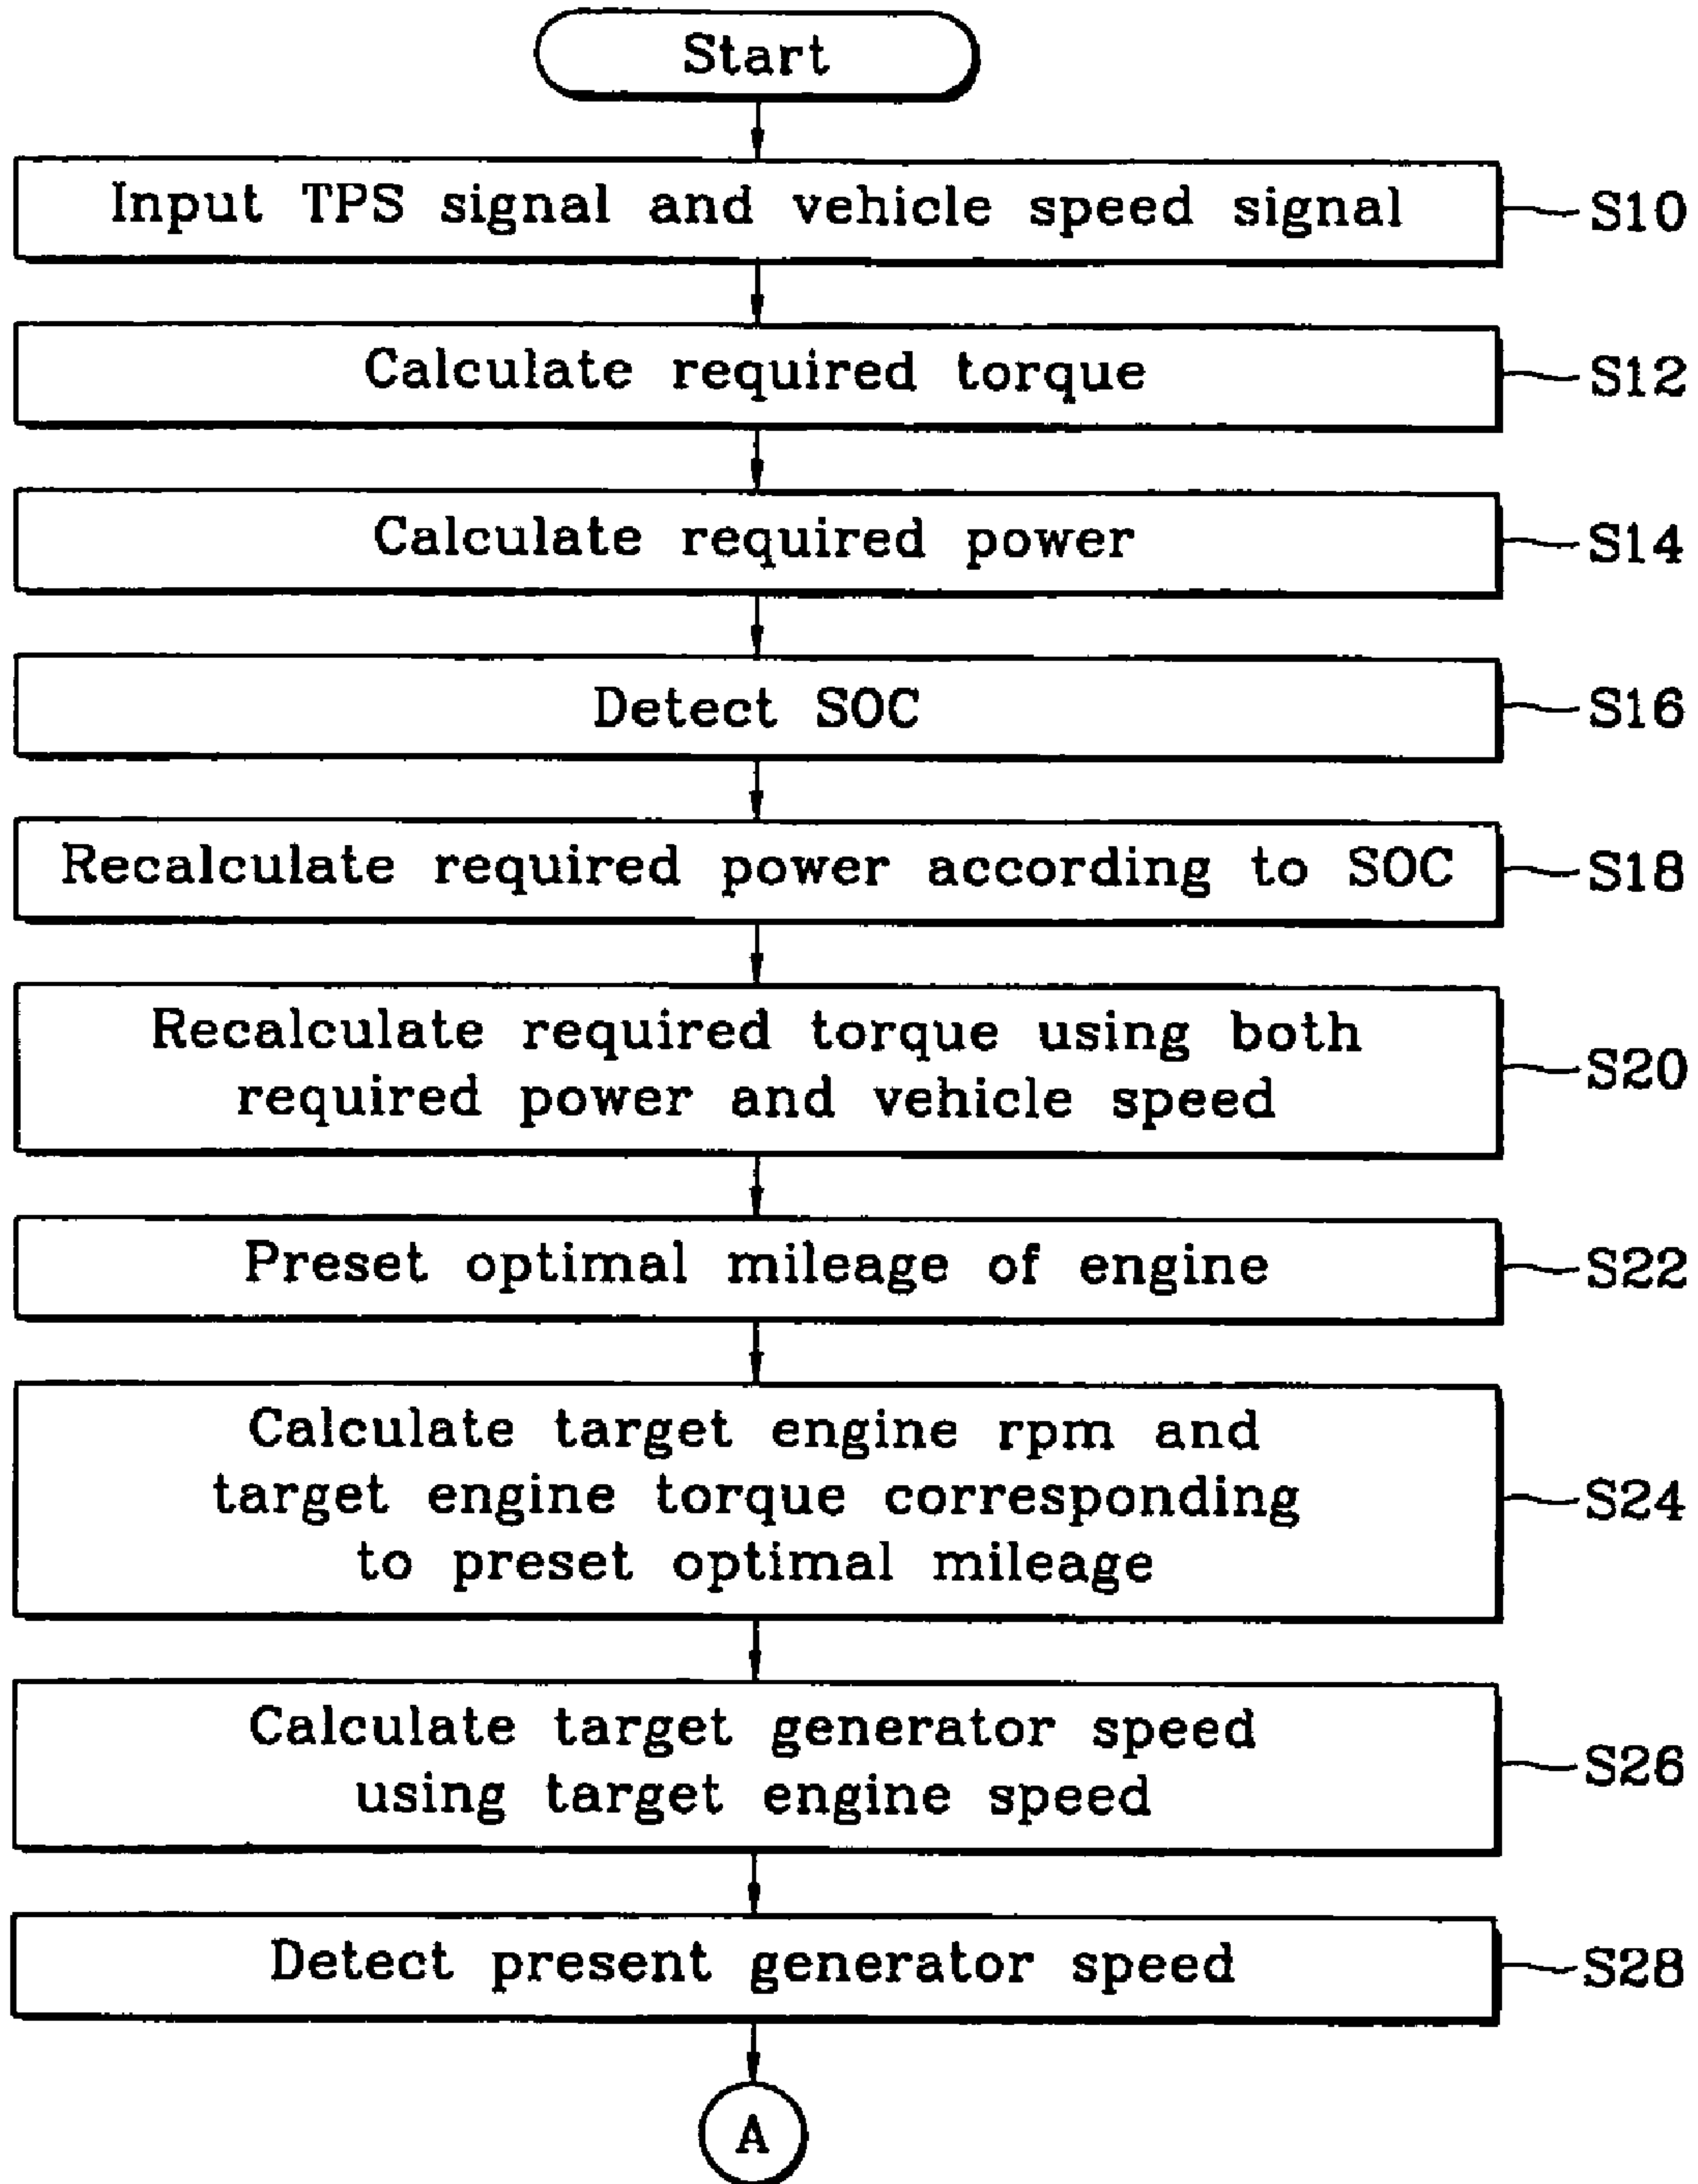 Start
Input TPS signal and vehicle speed signal
S10
Calculate required torque
S12
Calculate required power
S14
Detect SOC
S16
Recalculate required power according to SOC
S18
Recalculate required torque using both
required power and vehicle speed
S20
Preset optimal mileage of engine
S22
Calculate target engine rpm and
target engine torque corresponding
to preset optimal mileage
S24
Calculate target generator speed
using target engine speed
S26
Detect present generator speed
S28
A